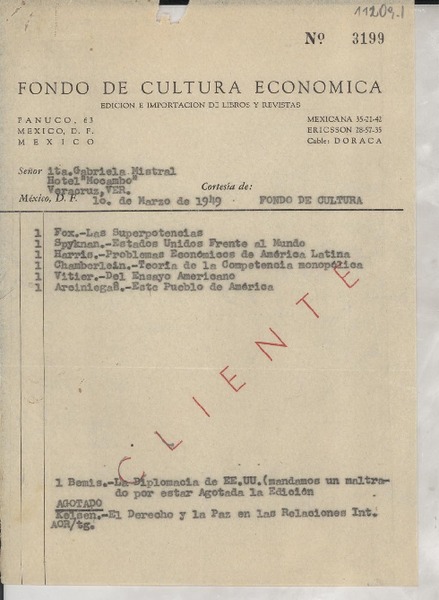 11209.1
Nº 3199
FONDO DE CULTURA ECONOMICA
EDICION E IMPORTACION DE LIBROS Y REVISTAS
PANUCO, 63
MEXICO, D. F.
MEXICO
MEXICANA 35-21-42
ERICSSON 18-57-35
Cable: DORACA
Señor ita.Gabriela Mistral
Hotel "Mocambo"
Veracruz, VER.
Cortesía de:
México, D. F. 1o. de Marzo de 1949 FONDO DE CULTURA
1 Fox.-Las Superpotencias
1 Spykman.-Estados Unidos Frente al Mundo
1 Harris.-Problemas Económicos de América Latina
1 Chamberlein.-Teoría de la Competencia monopólica
1 Vitier.-Del Ensayo Americano
1 Arciniegas.-Este Pueblo de América
CLIENTE
1 Bemis.-La Diplomacia de EE.UU.(mandamos un maltra-
do por estar Agotada la Edición
AGOTADO
Kelsen.-El Derecho y la Paz en las Relaciones Int.
AOR/tg.